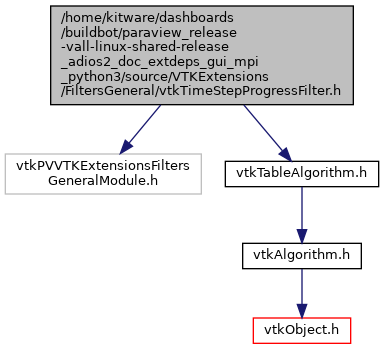 /home/kitware/dashboards
/buildbot/paraview_release
-vall-linux-shared-release
_adios2_doc_extdeps_gui_mpi
_python3/source/VTKExtensions
/FiltersGeneral/vtkTimeStepProgressFilter.h
vtkPVVTKExtensionsFilters
GeneralModule.h
vtkTableAlgorithm.h
vtkAlgorithm.h
vtkObject.h